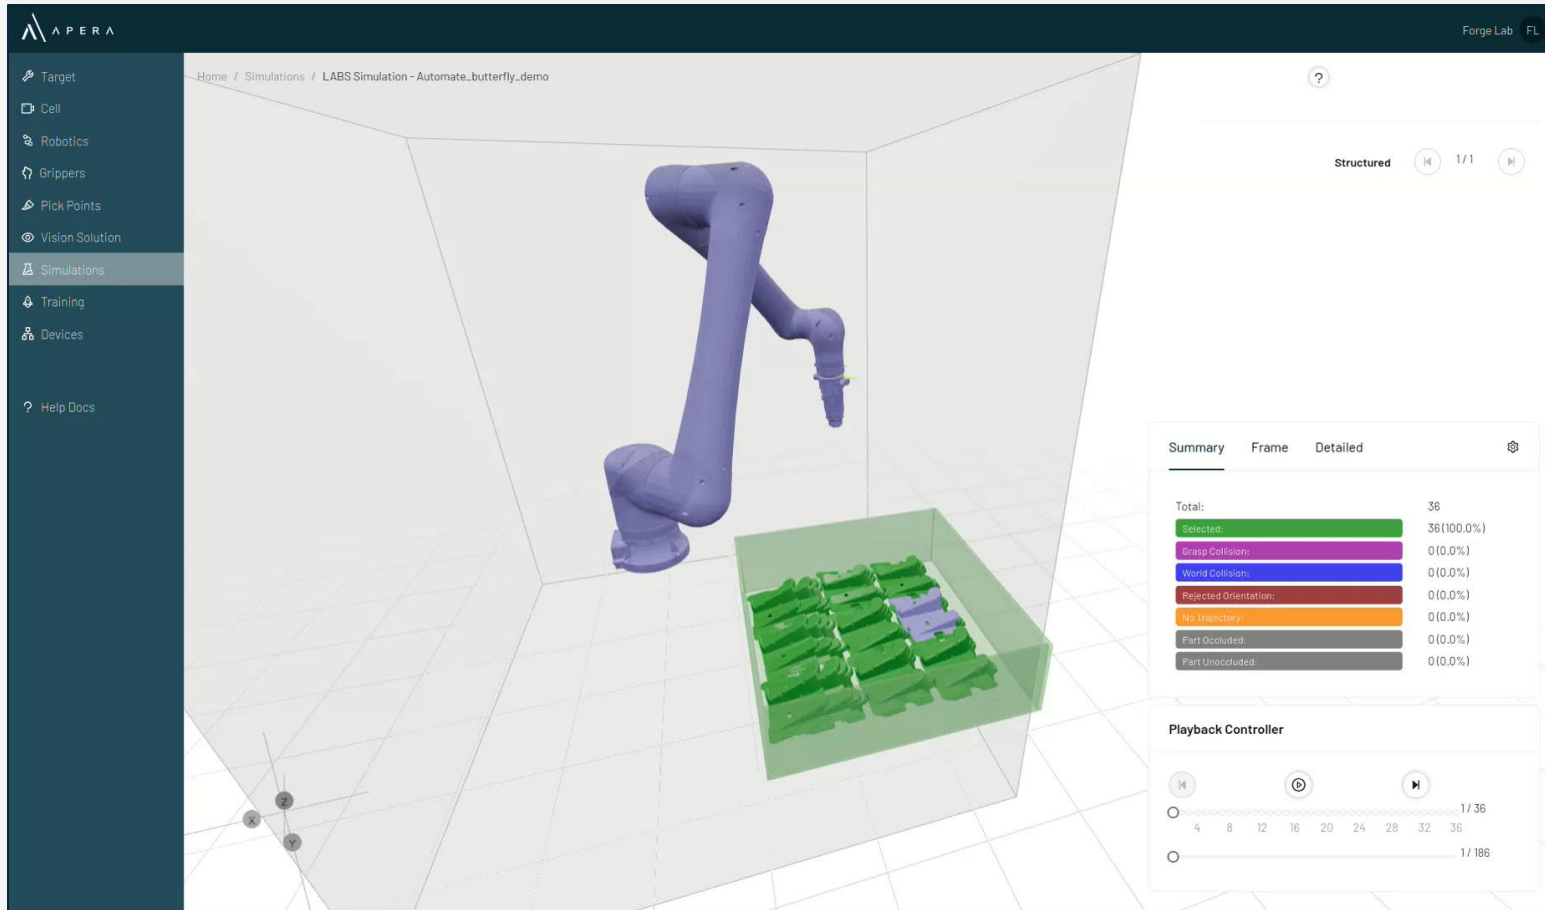 APERA
Forge Lab FL
Target
Cell
Robotics
Grippers
Pick Points
Vision Solution
Simulations
Training
Devices
? Help Docs
Home / Simulations / LABS Simulation - Automate_butterfly_demo
?
Structured 1/1
Summary Frame Detailed
Total: 36
Selected: 36 (100.0%)
Grasp Collision: 0 (0.0%)
World Collision: 0 (0.0%)
Rejected Orientation: 0 (0.0%)
No Trajectory: 0 (0.0%)
Part Occluded: 0 (0.0%)
Part Unoccluded: 0 (0.0%)
Playback Controller
1 / 36
4 8 12 16 20 24 28 32 36
1 / 186
Z
X
Y